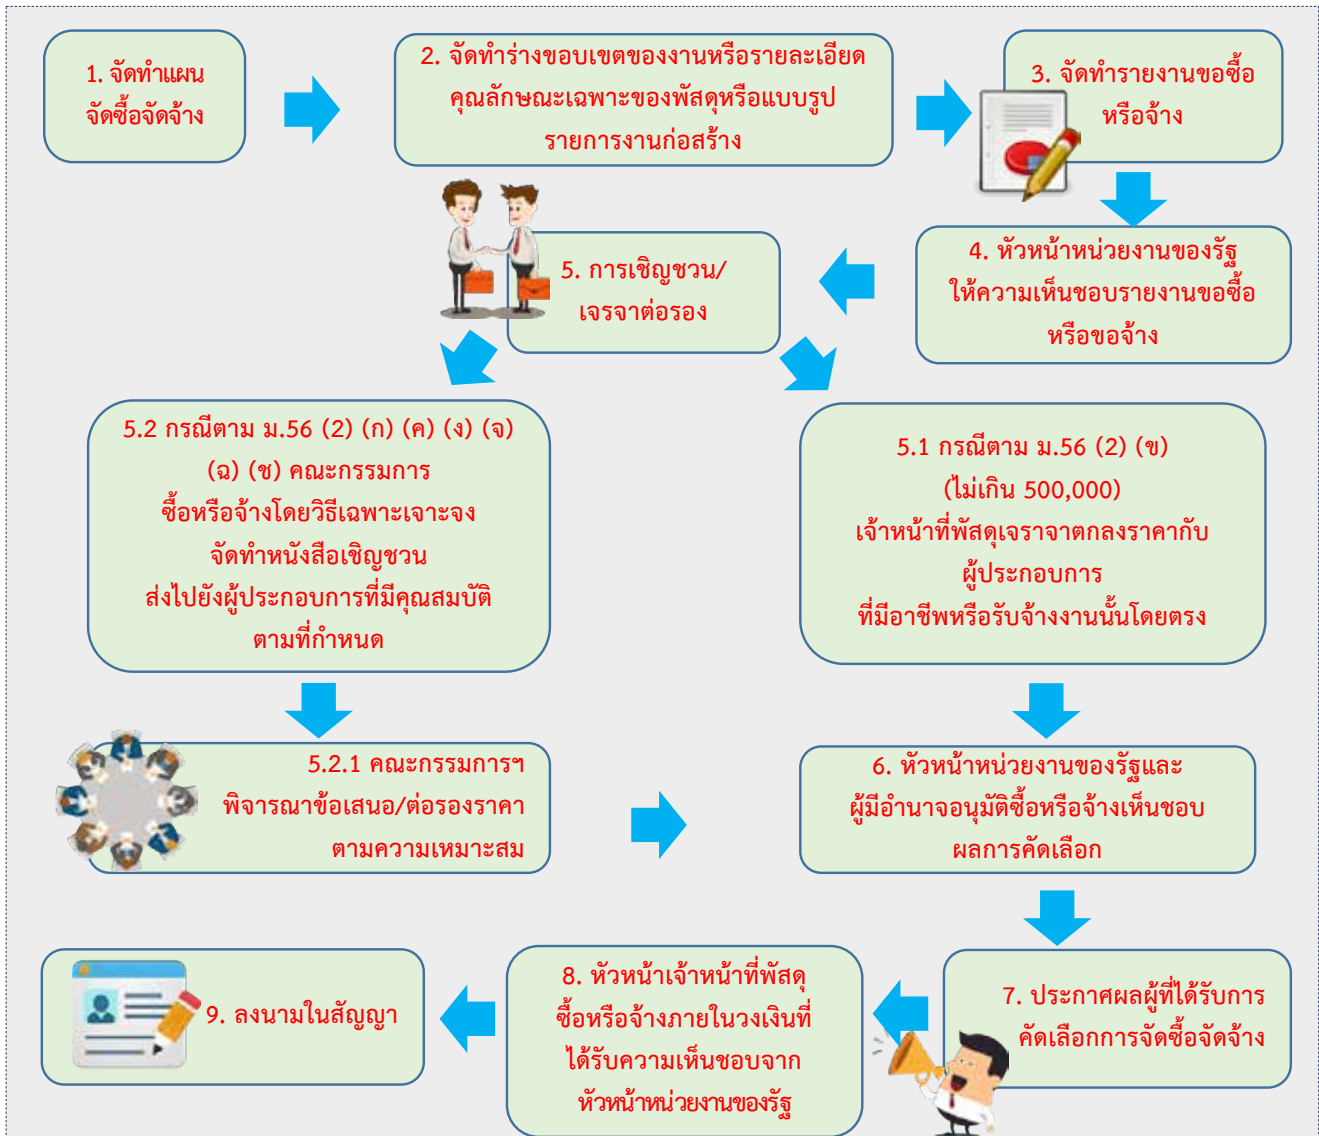 1. จัดทำแผน
จัดซื้อจัดจ้าง
2. จัดทำร่างขอบเขตของงานหรือรายละเอียด
คุณลักษณะเฉพาะของพัสดุหรือแบบรูป
รายการงานก่อสร้าง
3. จัดทำรายงานขอซื้อ
หรือจ้าง
4. หัวหน้าหน่วยงานของรัฐ
ให้ความเห็นชอบรายงานขอซื้อ
หรือขอจ้าง
5. การเชิญชวน/
เจรจาต่อรอง
5.2 กรณีตาม ม.56 (2) (ก) (ค) (ง) (จ)
(ฉ) (ช) คณะกรรมการ
ซื้อหรือจ้างโดยวิธีเฉพาะเจาะจง
จัดทำหนังสือเชิญชวน
ส่งไปยังผู้ประกอบการที่มีคุณสมบัติ
ตามที่กำหนด
5.1 กรณีตาม ม.56 (2) (ข)
(ไม่เกิน 500,000)
เจ้าหน้าที่พัสดุเจราจาตกลงราคากับ
ผู้ประกอบการ
ที่มีอาชีพหรือรับจ้างงานนั้นโดยตรง
5.2.1 คณะกรรมการฯ
พิจารณาข้อเสนอ/ต่อรองราคา
ตามความเหมาะสม
6. หัวหน้าหน่วยงานของรัฐและ
ผู้มีอำนาจอนุมัติซื้อหรือจ้างเห็นชอบ
ผลการคัดเลือก
7. ประกาศผลผู้ที่ได้รับการ
คัดเลือกการจัดซื้อจัดจ้าง
8. หัวหน้าเจ้าหน้าที่พัสดุ
ซื้อหรือจ้างภายในวงเงินที่
ได้รับความเห็นชอบจาก
หัวหน้าหน่วยงานของรัฐ
9. ลงนามในสัญญา